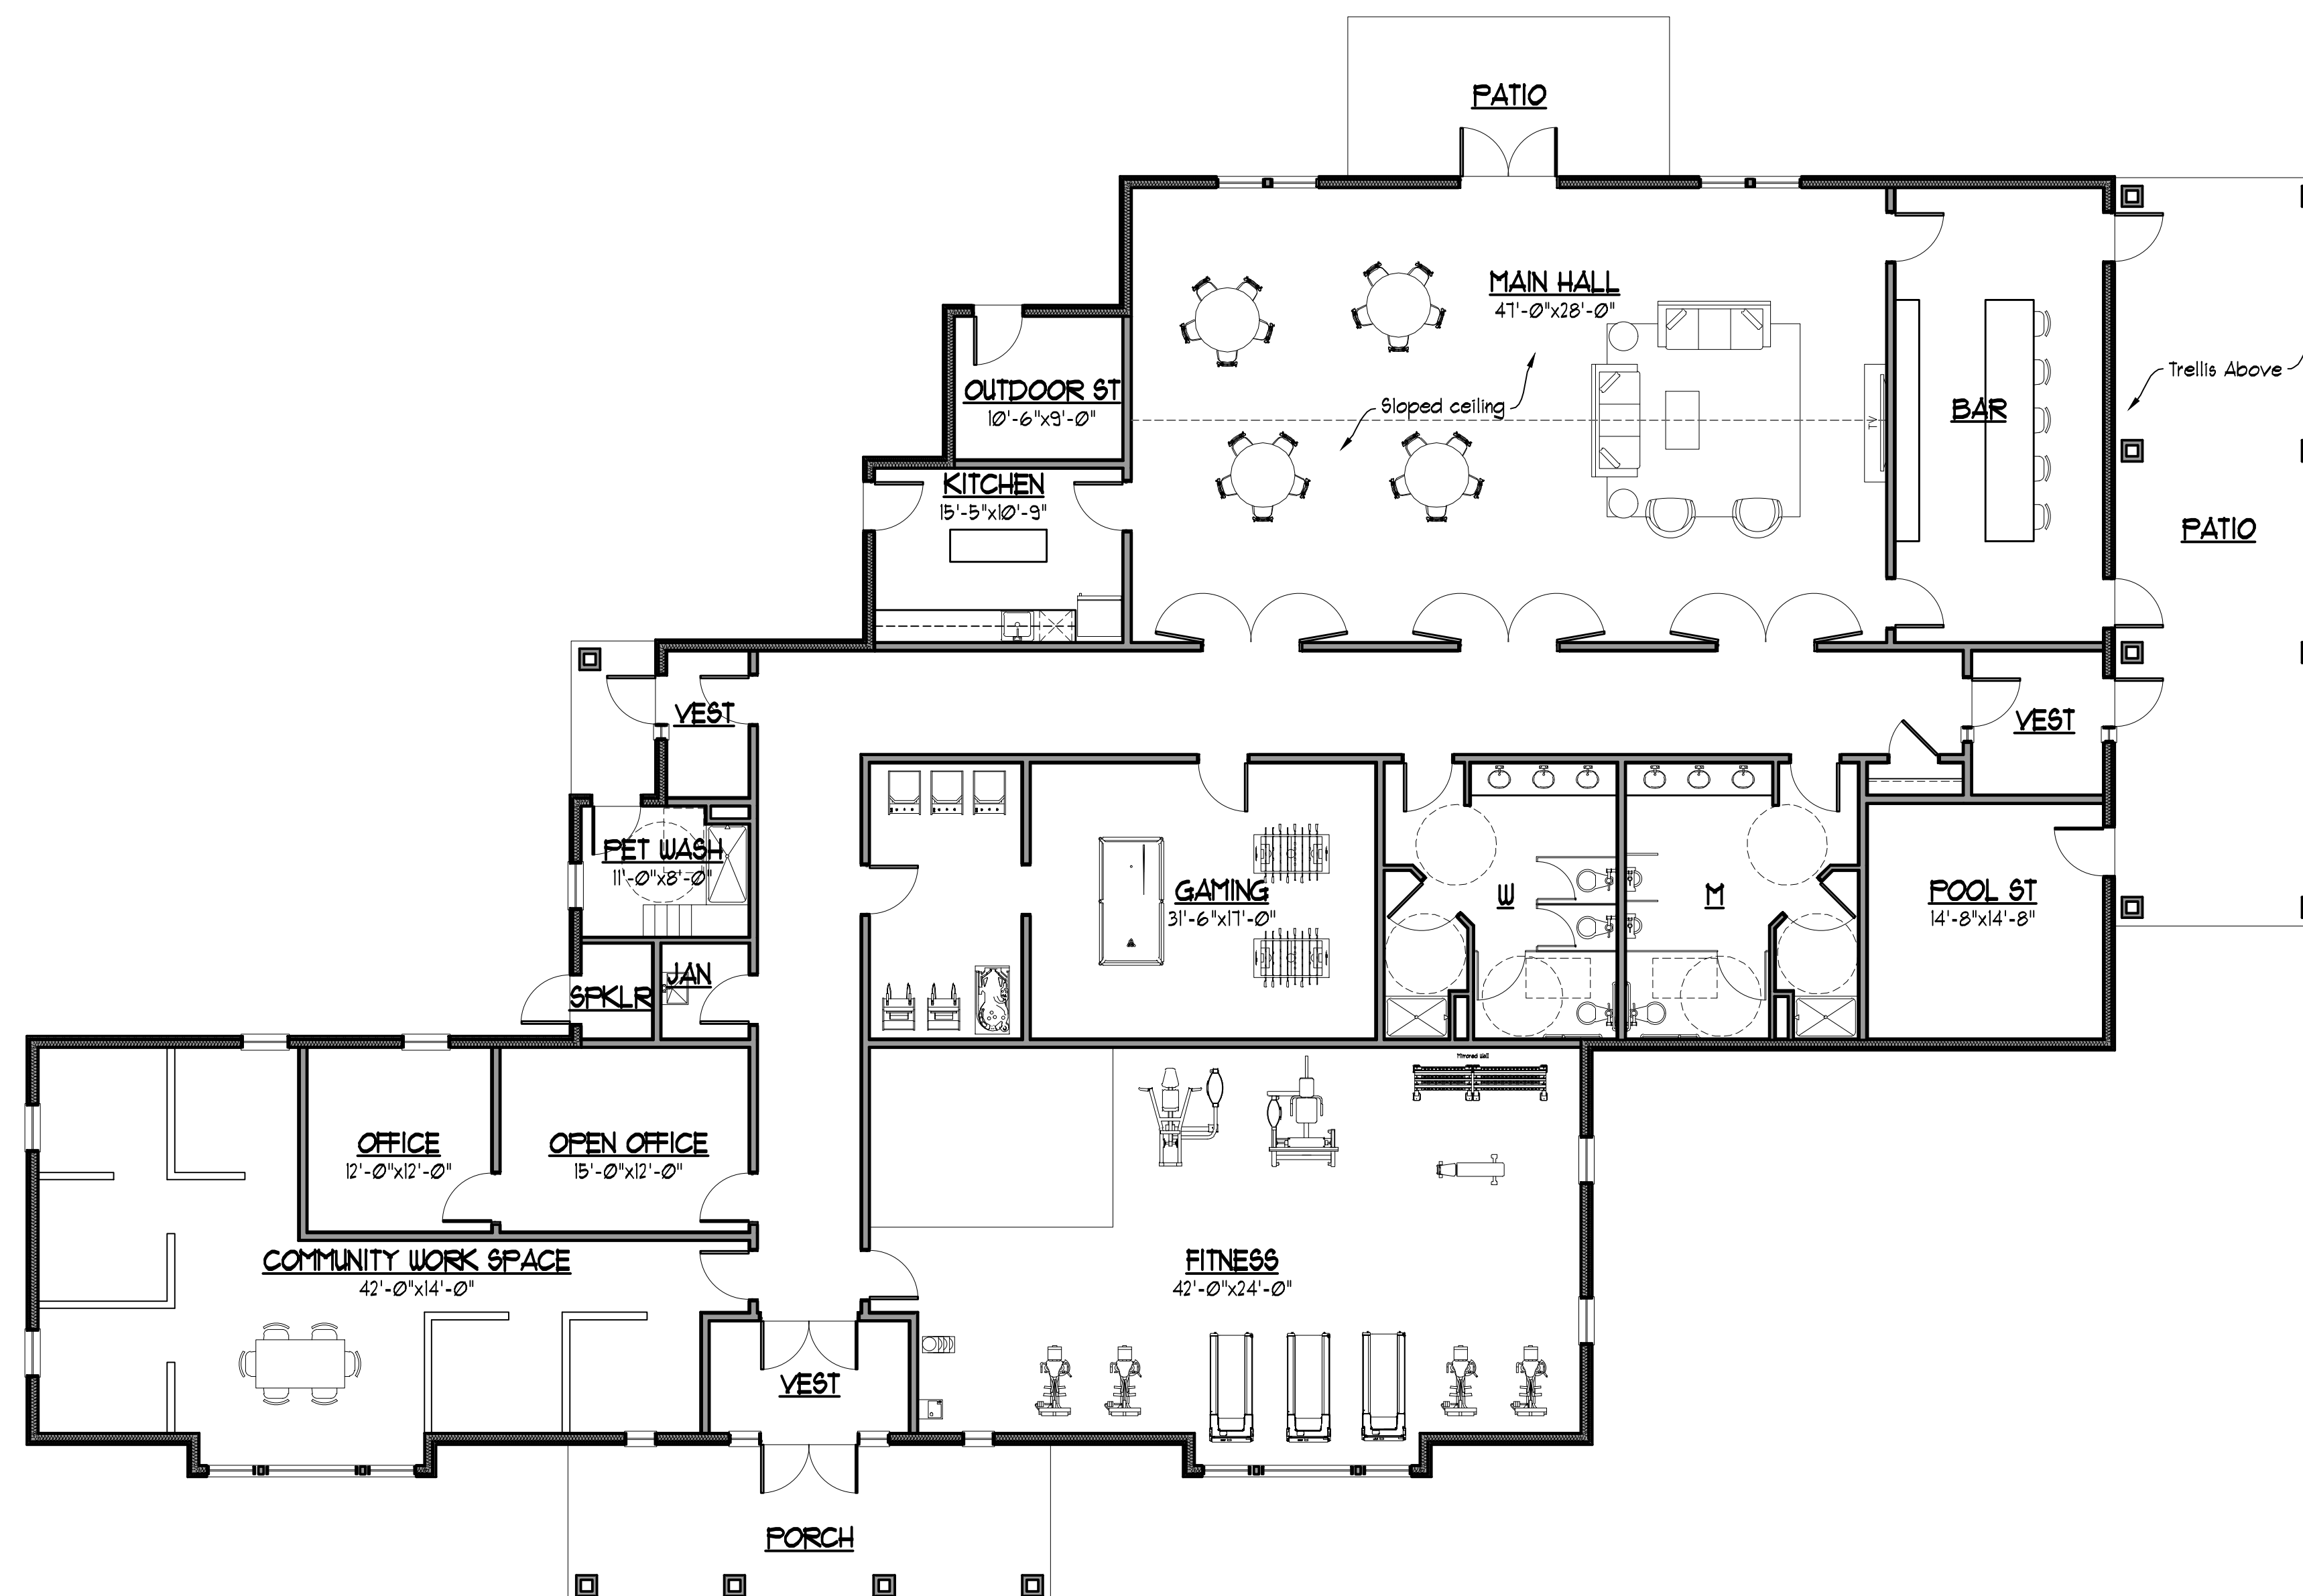 PATIO
MAIN HALL
47'-0"x28'-0"
OUTDOOR ST
10'-6"x9'-0"
Sloped ceiling
TV
BAR
Trellis Above
KITCHEN
15'-5"x10'-9"
PATIO
VEST
VEST
PET WASH
11'-0"x8'-0"
GAMING
31'-6"x17'-0"
W
M
POOL ST
14'-8"x14'-8"
JAN
SPKLR
Mirrored Wall
OFFICE
12'-0"x12'-0"
OPEN OFFICE
15'-0"x12'-0"
COMMUNITY WORK SPACE
42'-0"x14'-0"
FITNESS
42'-0"x24'-0"
VEST
PORCH